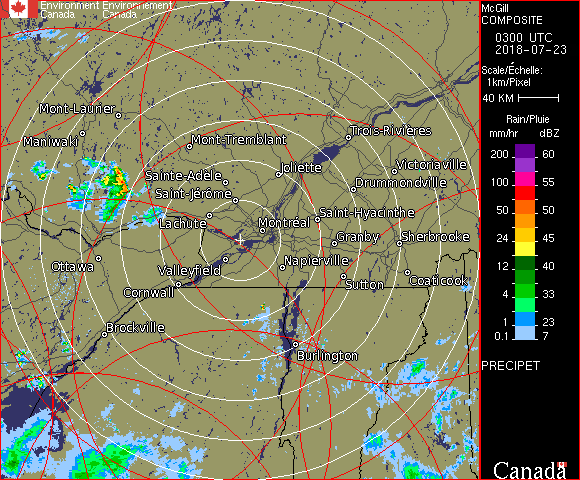 Environment Environnement
Canada Canada
McGill
COMPOSITE
0300 UTC
2018-07-23
Scale/Échelle:
1km/Pixel
40 KM
Rain/Pluie
mm/hr dBZ
200 60
100 55
50 50
24 45
12 40
4 33
1 23
0.1 7
PRECIPET
Canada
Mont-Laurier
Maniwaki
Mont-Tremblant
Trois-Rivières
Sainte-Adèle
Joliette
Victoriaville
Saint-Jérôme
Drummondville
Lachute
Montréal
Saint-Hyacinthe
Granby
Sherbrooke
Ottawa
Valleyfield
Napierville
Cornwall
Sutton
Coaticook
Brockville
Burlington